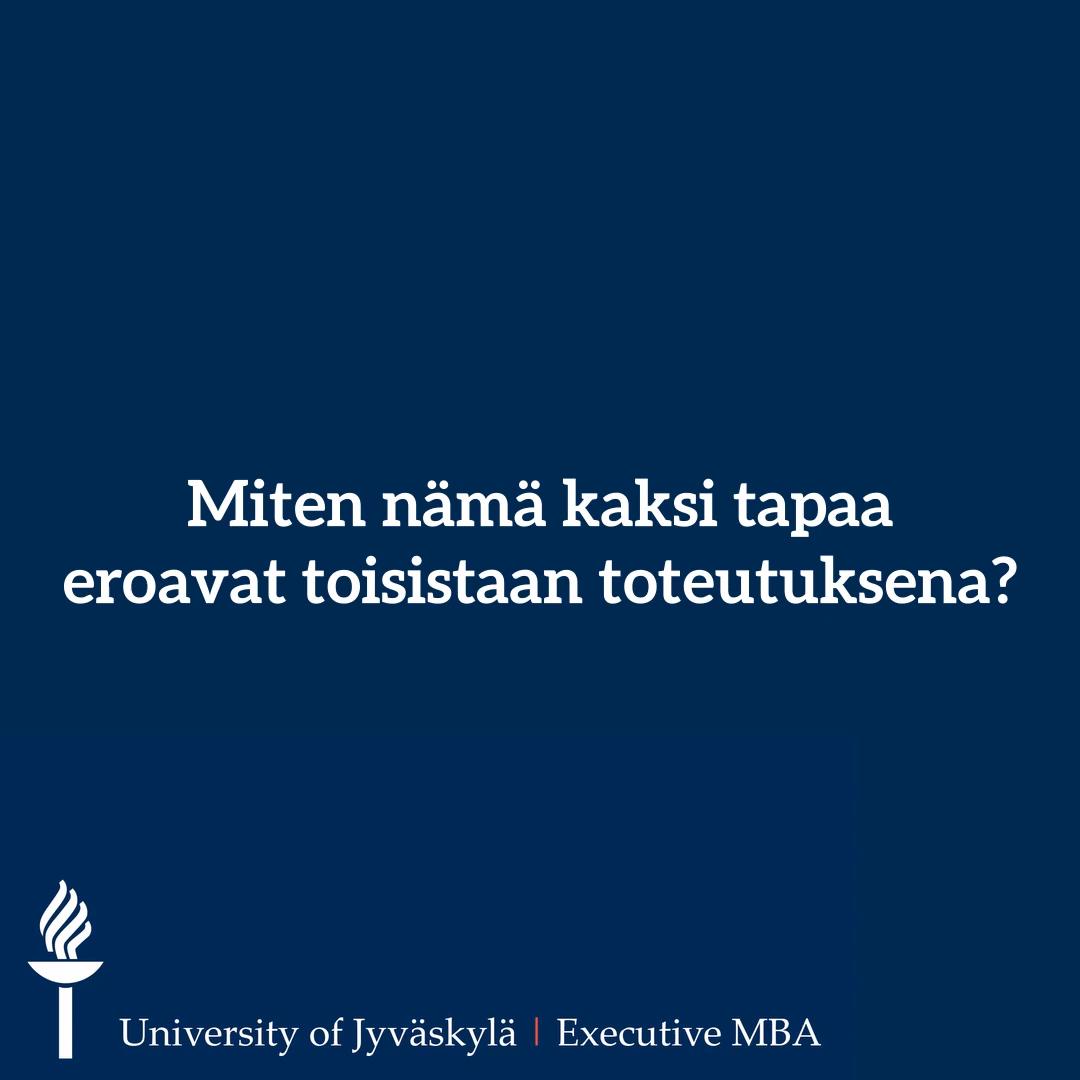 Miten nämä kaksi tapaa
eroavat toisistaan toteutuksena?
University of Jyväskylä | Executive MBA